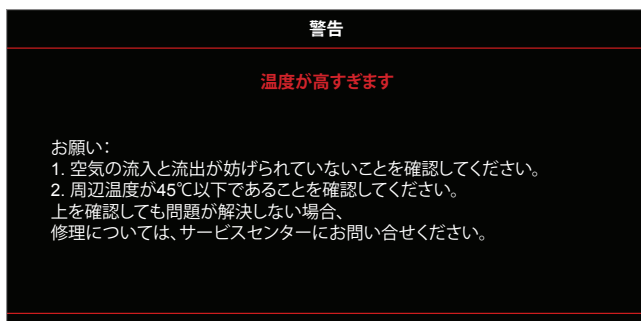 警告
温度が高すぎます
お願い：
1. 空気の流入と流出が妨げられていないことを確認してください。
2. 周辺温度が45℃以下であることを確認してください。
上を確認しても問題が解決しない場合、
修理については、サービスセンターにお問い合せください。